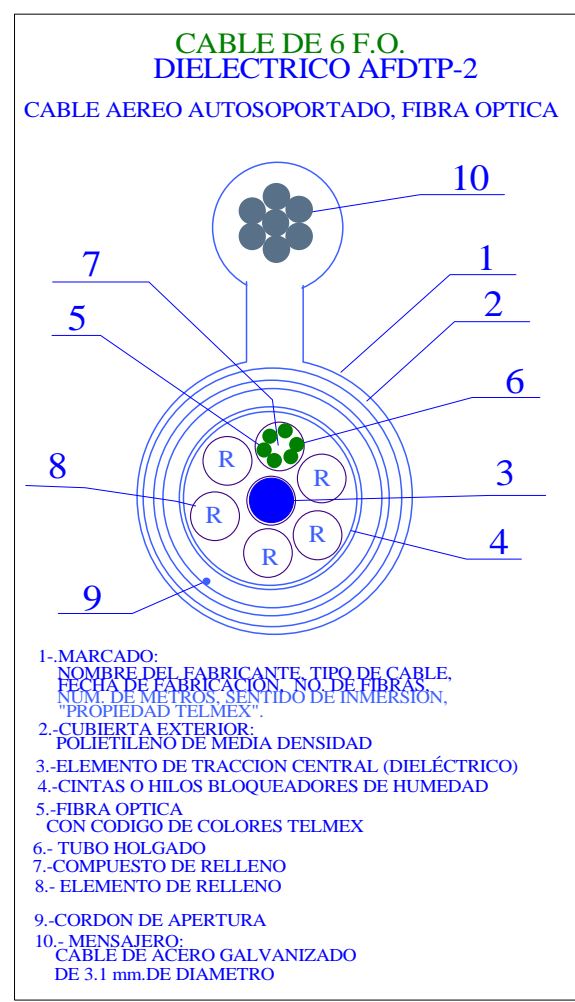 CABLE DE 6 F.O.
DIELECTRICO AFDTP-2
CABLE AEREO AUTOSOPORTADO, FIBRA OPTICA
10
7
1
5
2
6
R
R
8
3
R
R
4
R
9
1-.MARCADO:
NOMBRE DEL FABRICANTE, TIPO DE CABLE,
FECHA DE FABRICACIÓN, NO. DE FIBRAS,
NUM. DE METROS, SENTIDO DE INMERSIÓN,
"PROPIEDAD TELMEX".
2.-CUBIERTA EXTERIOR:
POLIETILENO DE MEDIA DENSIDAD
3.-ELEMENTO DE TRACCION CENTRAL (DIELÉCTRICO)
4.-CINTAS O HILOS BLOQUEADORES DE HUMEDAD
5.-FIBRA OPTICA
CON CODIGO DE COLORES TELMEX
6.- TUBO HOLGADO
7.-COMPUESTO DE RELLENO
8.- ELEMENTO DE RELLENO
9.-CORDON DE APERTURA
10.- MENSAJERO:
CABLE DE ACERO GALVANIZADO
DE 3.1 mm.DE DIAMETRO